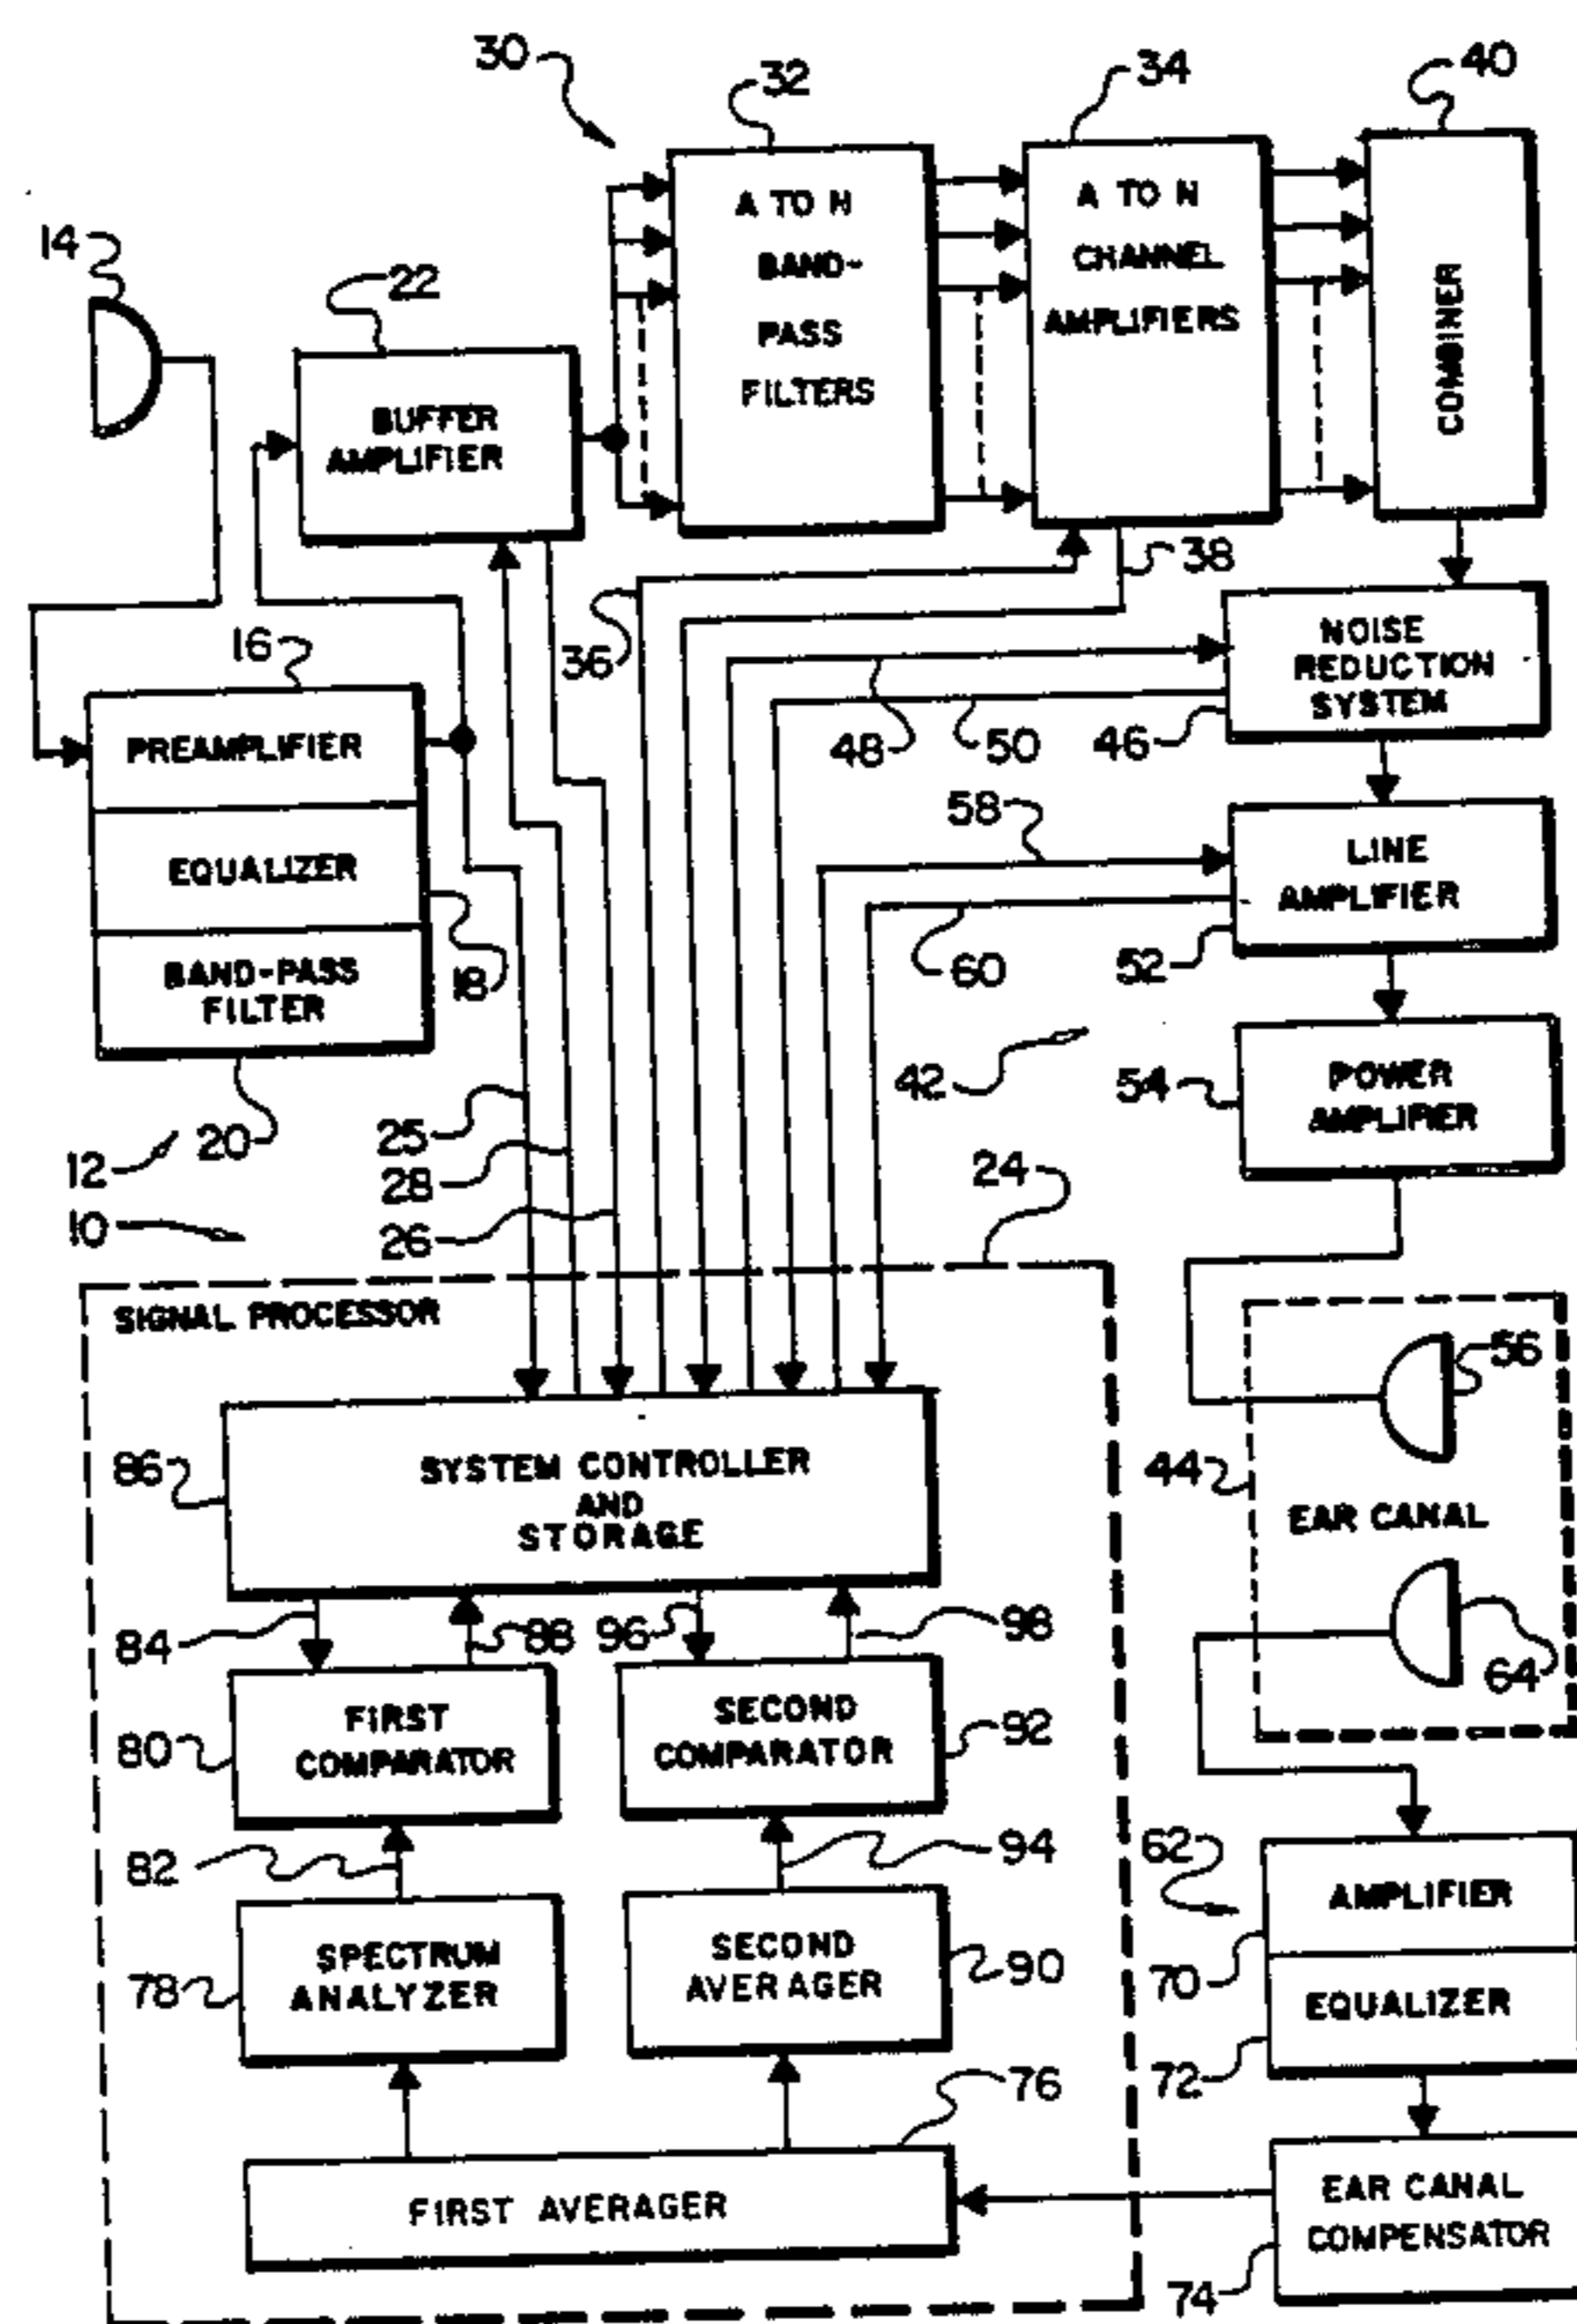 30
32
34
40
14
22
A TO N
BAND-
PASS
FILTERS
A TO N
CHANNEL
AMPLIFIERS
COMBINER
BUFFER
AMPLIFIER
38
16
36
NOISE
REDUCTION
SYSTEM
PREAMPLIFIER
48
50
46
58
EQUALIZER
LINE
AMPLIFIER
18
60
52
BAND-PASS
FILTER
42
54
POWER
AMPLIFIER
12
20
25
28
24
10
26
SIGNAL PROCESSOR
56
86
SYSTEM CONTROLLER
AND
STORAGE
44
EAR CANAL
84
88
96
98
64
80
FIRST
COMPARATOR
SECOND
COMPARATOR
92
82
94
62
AMPLIFIER
78
SPECTRUM
ANALYZER
SECOND
AVERAGER
90
70
EQUALIZER
72
76
FIRST AVERAGER
EAR CANAL
COMPENSATOR
74